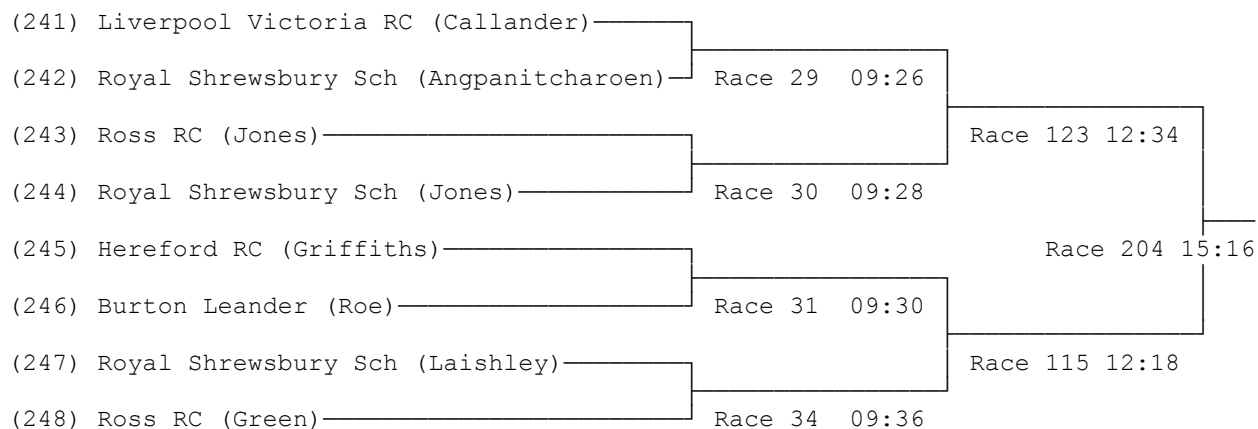 (241) Liverpool Victoria RC (Callander)
(242) Royal Shrewsbury Sch (Angpanitcharoen) Race 29 09:26
(243) Ross RC (Jones) Race 123 12:34
(244) Royal Shrewsbury Sch (Jones) Race 30 09:28
(245) Hereford RC (Griffiths) Race 204 15:16
(246) Burton Leander (Roe) Race 31 09:30
(247) Royal Shrewsbury Sch (Laishley) Race 115 12:18
(248) Ross RC (Green) Race 34 09:36